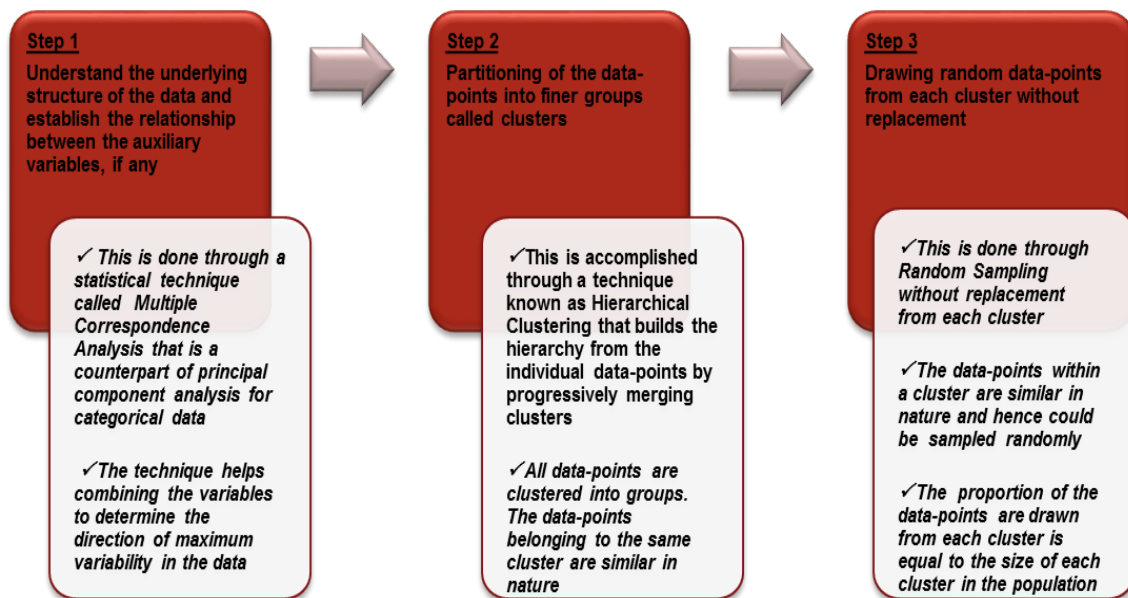 Step 1
Understand the underlying
structure of the data and
establish the relationship
between the auxiliary
variables, if any
✓ This is done through a
statistical technique
called Multiple
Correspondence
Analysis that is a
counterpart of principal
component analysis for
categorical data
✓The technique helps
combining the variables
to determine the
direction of maximum
variability in the data
Step 2
Partitioning of the data-
points into finer groups
called clusters
✓This is accomplished
through a technique
known as Hierarchical
Clustering that builds the
hierarchy from the
individual data-points by
progressively merging
clusters
✓All data-points are
clustered into groups.
The data-points
belonging to the same
cluster are similar in
nature
Step 3
Drawing random data-points
from each cluster without
replacement
✓This is done through
Random Sampling
without replacement
from each cluster
✓The data-points within
a cluster are similar in
nature and hence could
be sampled randomly
✓The proportion of the
data-points are drawn
from each cluster is
equal to the size of each
cluster in the population